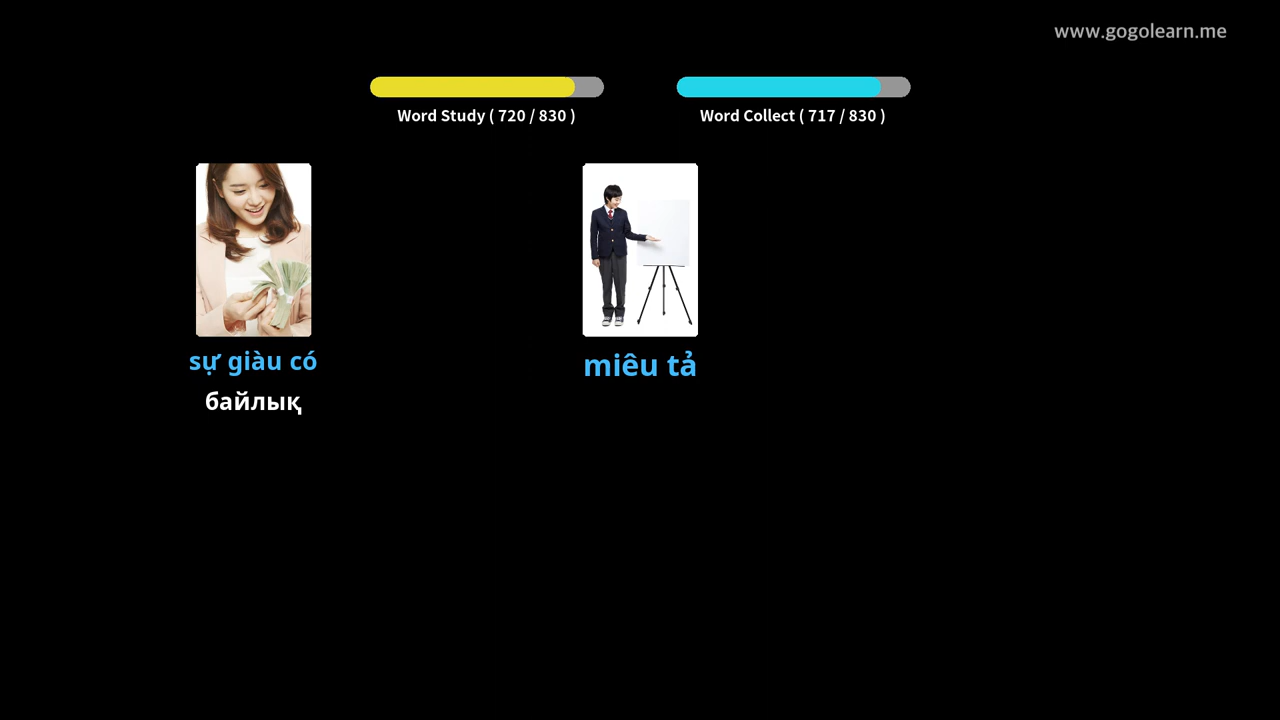 www.gogolearn.me
Word Study ( 720 / 830 )
Word Collect ( 717 / 830 )
sự giàu có
байлық
miêu tả